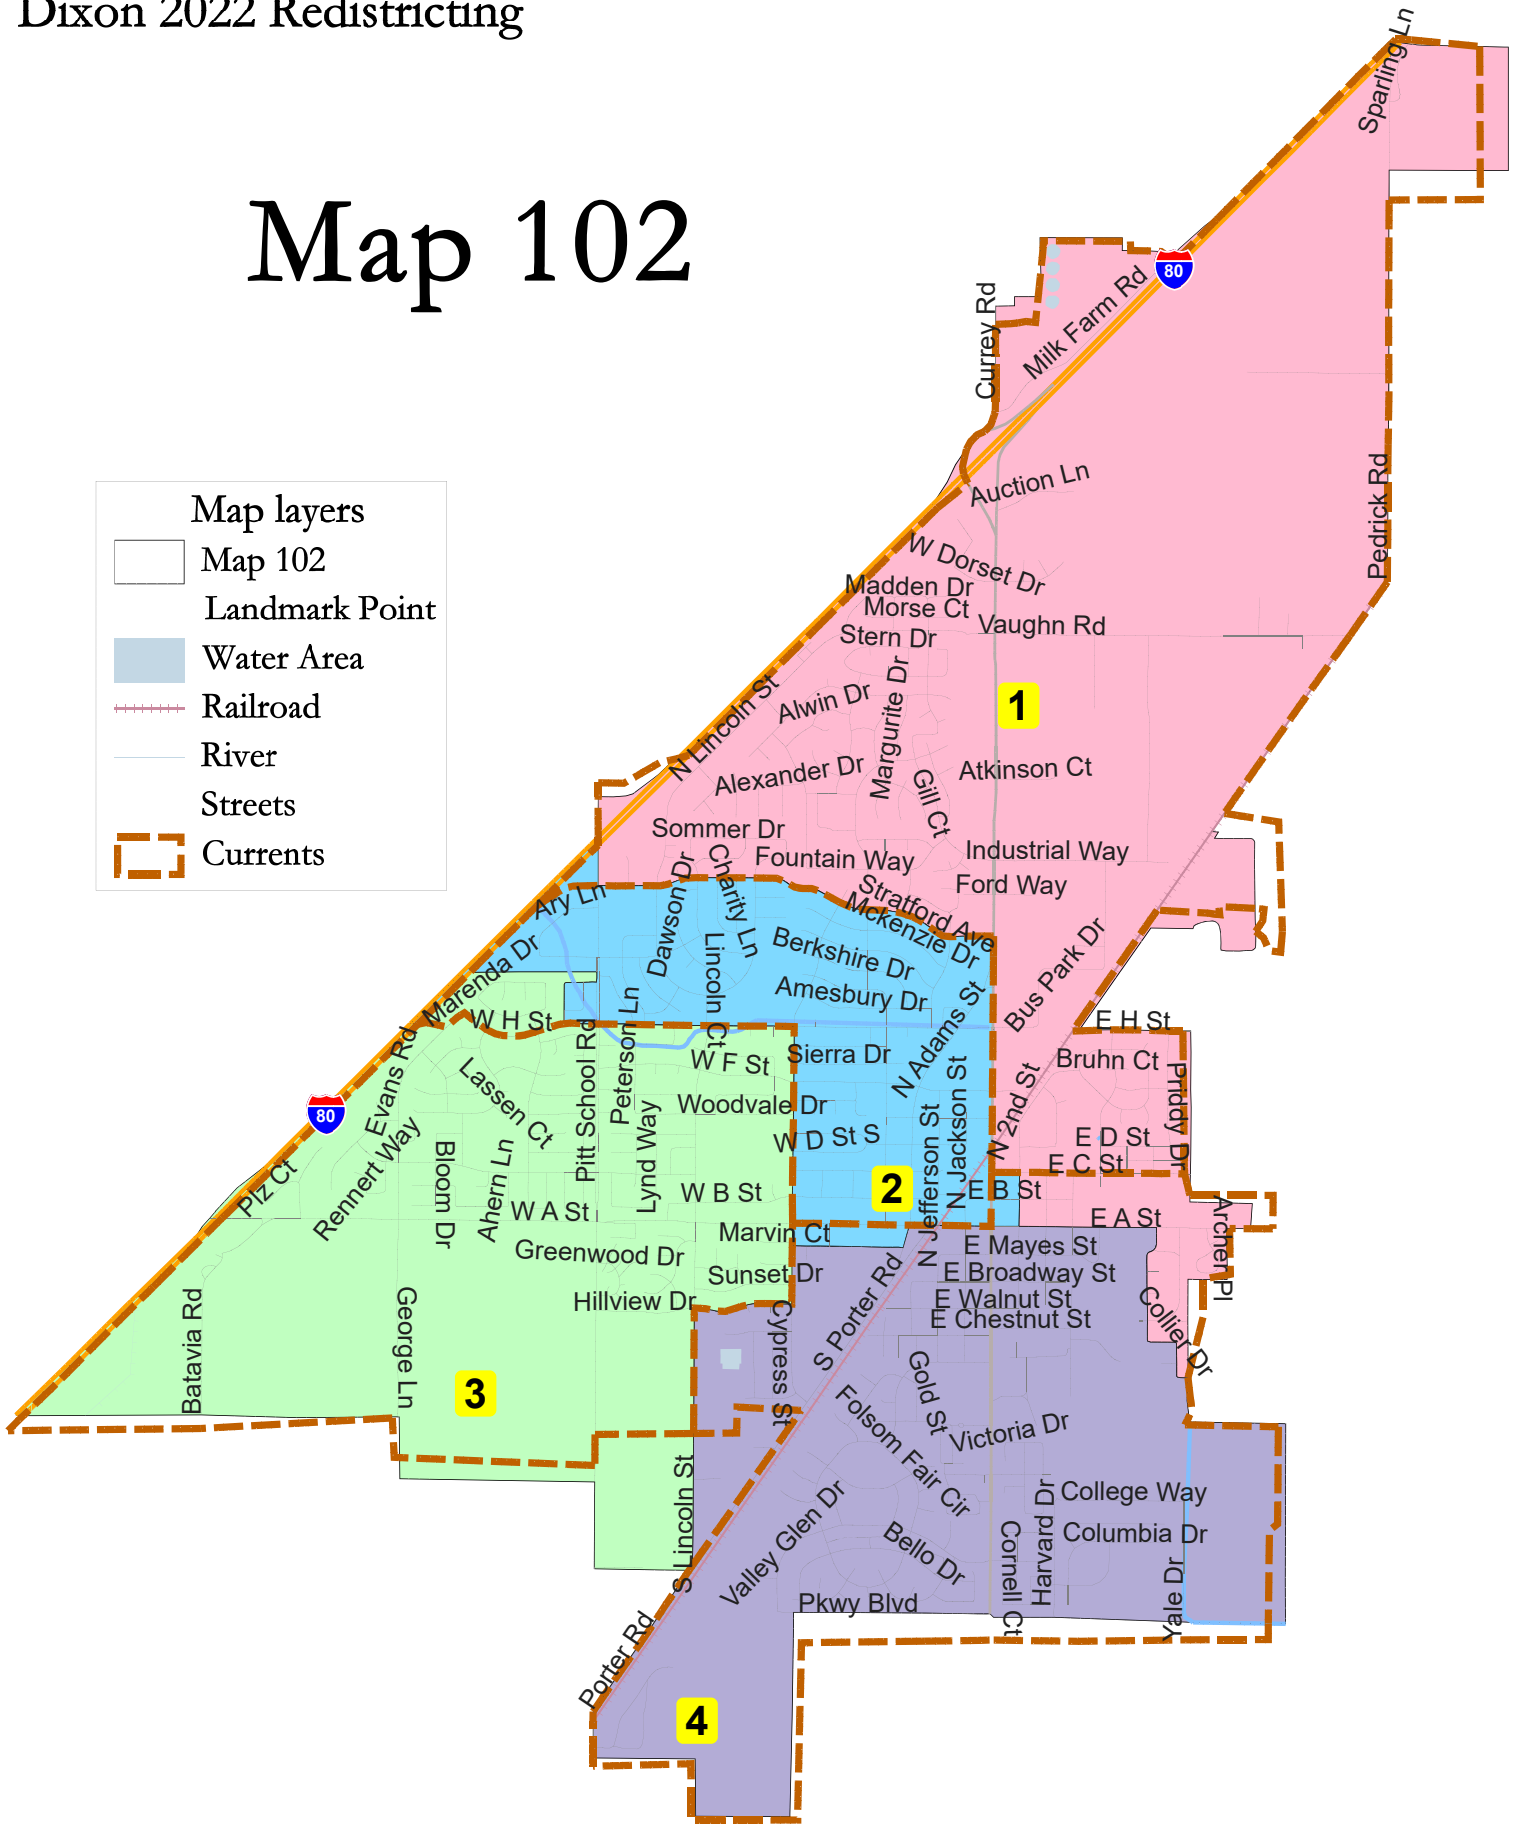 Dixon 2022 Redistricting
Map 102
Sparling Ln
80
Milk Farm Rd
Currey Rd
Auction Ln
Pedrick Rd
Map layers
Map 102
Landmark Point
Water Area
Railroad
River
Streets
Currents
W Dorset Dr
Madden Dr
Morse Ct
Vaughn Rd
Stern Dr
N Lincoln St
Alwin Dr
Margurite Dr
1
Alexander Dr
Gill Ct
Atkinson Ct
Sommer Dr
Fountain Way
Industrial Way
Ford Way
Ary Ln
Dawson Dr
Charity Ln
Stratford Ave
Mckenzie Dr
Marenda Dr
Lincoln Ct
Berkshire Dr
Amesbury Dr
Bus Park Dr
W H St
Peterson Ln
N Adams St
E H St
Evans Rd
Lassen Ct
Pitt School Rd
W F St
Sierra Dr
Bruhn Ct
Priddy Dr
80
Woodvale Dr
N 2nd St
Rennert Way
Bloom Dr
Ahern Ln
Lynd Way
W D St S
N Jefferson St
N Jackson St
E D St
E C St
Plz Ct
W B St
2
E B St
W A St
E A St
Archer Pl
Marvin Ct
Greenwood Dr
E Mayes St
Sunset Dr
E Broadway St
Batavia Rd
George Ln
Hillview Dr
Cypress St
S Porter Rd
E Walnut St
E Chestnut St
Collier Dr
3
Gold St
Folsom Fair Cir
Victoria Dr
S Lincoln St
Valley Glen Dr
College Way
Harvard Dr
Columbia Dr
Bello Dr
Cornell Ct
Yale Dr
Pkwy Blvd
Porter Rd
4